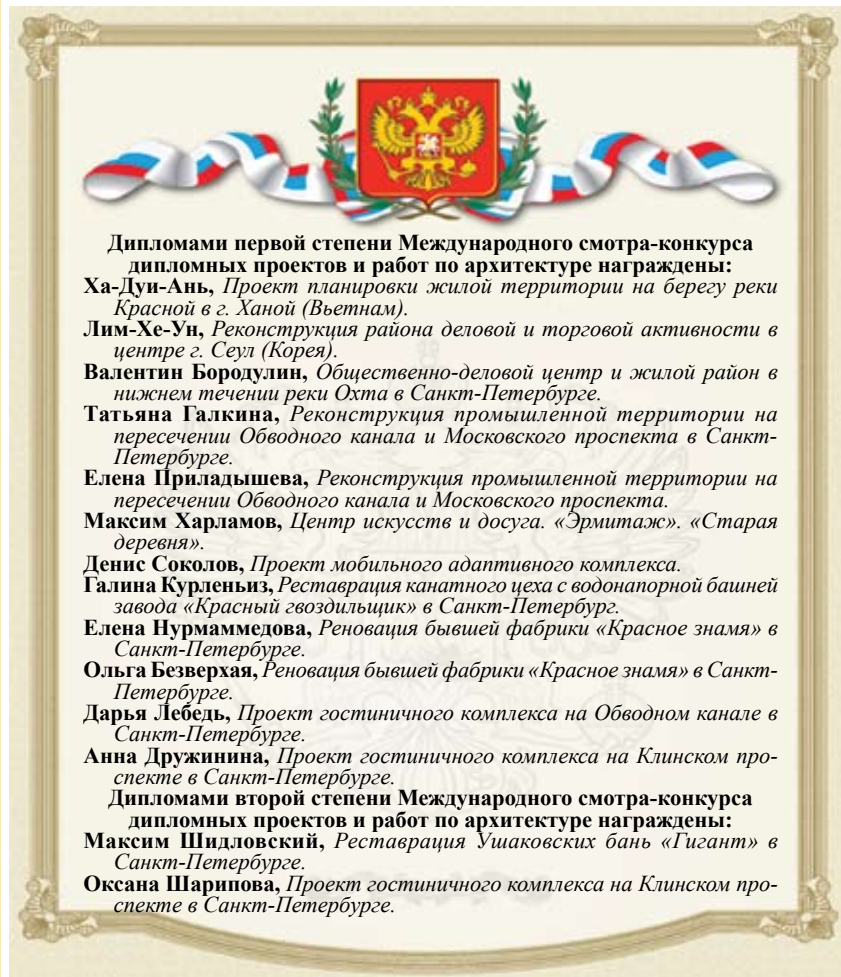 Дипломами первой степени Международного смотра-конкурса
дипломных проектов и работ по архитектуре награждены:
Ха-Дуи-Ань, Проект планировки жилой территории на берегу реки
Красной в г. Ханой (Вьетнам).
Лим-Хе-Ун, Реконструкция района деловой и торговой активности в
центре г. Сеул (Корея).
Валентин Бородулин, Общественно-деловой центр и жилой район в
нижнем течении реки Охта в Санкт-Петербурге.
Татьяна Галкина, Реконструкция промышленной территории на
пересечении Обводного канала и Московского проспекта в Санкт-
Петербурге.
Елена Приладышева, Реконструкция промышленной территории на
пересечении Обводного канала и Московского проспекта.
Максим Харламов, Центр искусств и досуга. «Эрмитаж». «Старая
деревня».
Денис Соколов, Проект мобильного адаптивного комплекса.
Галина Курленьиз, Реставрация канатного цеха с водонапорной башней
завода «Красный гвоздильщик» в Санкт-Петербург.
Елена Нурмаммедова, Реновация бывшей фабрики «Красное знамя» в
Санкт-Петербурге.
Ольга Безверхая, Реновация бывшей фабрики «Красное знамя» в Санкт-
Петербурге.
Дарья Лебедь, Проект гостиничного комплекса на Обводном канале в
Санкт-Петербурге.
Анна Дружинина, Проект гостиничного комплекса на Клинском про-
спекте в Санкт-Петербурге.
Дипломами второй степени Международного смотра-конкурса
дипломных проектов и работ по архитектуре награждены:
Максим Шидловский, Реставрация Ушаковских бань «Гигант» в
Санкт-Петербурге.
Оксана Шарипова, Проект гостиничного комплекса на Клинском про-
спекте в Санкт-Петербурге.